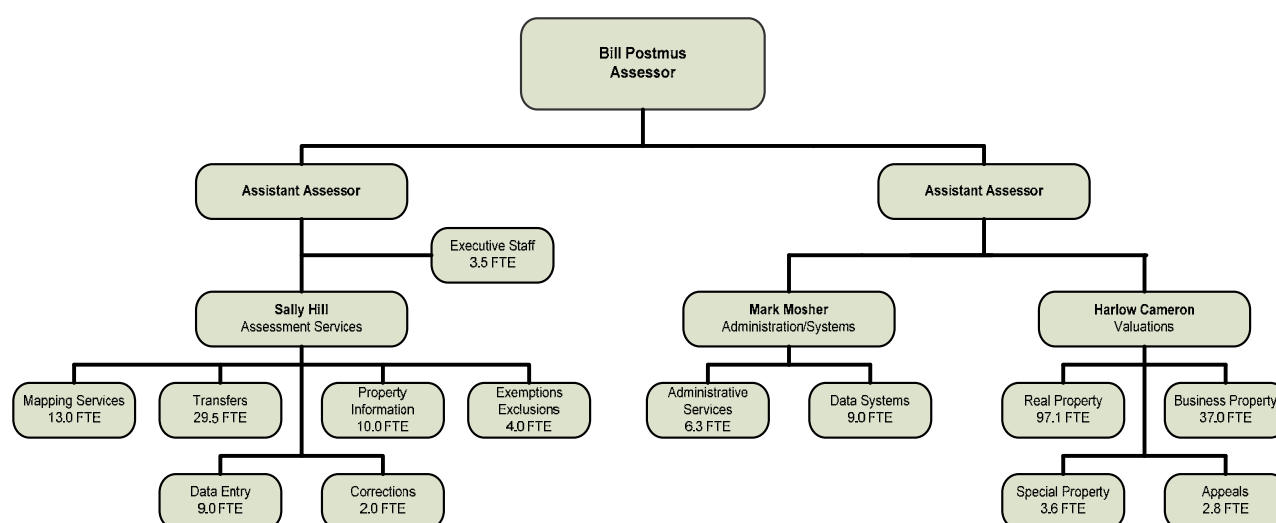 Bill Postmus
Assessor
Assistant Assessor
Assistant Assessor
Executive Staff
3.5 FTE
Sally Hill
Assessment Services
Mark Mosher
Administration/Systems
Harlow Cameron
Valuations
Mapping Services
13.0 FTE
Transfers
29.5 FTE
Property
Information
10.0 FTE
Exemptions
Exclusions
4.0 FTE
Administrative
Services
6.3 FTE
Data Systems
9.0 FTE
Real Property
97.1 FTE
Business Property
37.0 FTE
Data Entry
9.0 FTE
Corrections
2.0 FTE
Special Property
3.6 FTE
Appeals
2.8 FTE